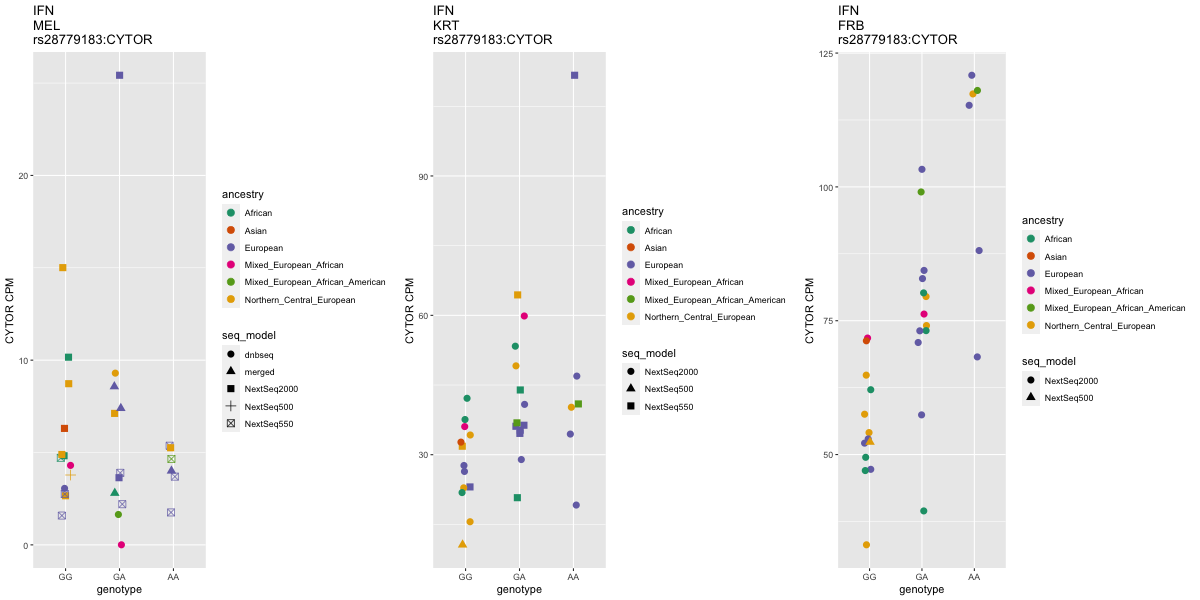 IFN
MEL
rs28779183:CYTOR
CYTOR CPM
20
10
0
GG
GA
AA
genotype
ancestry
African
Asian
European
Mixed_European_African
Mixed_European_African_American
Northern_Central_European
seq_model
dnbseq
merged
NextSeq2000
NextSeq500
NextSeq550
IFN
KRT
rs28779183:CYTOR
CYTOR CPM
90
60
30
GG
GA
AA
genotype
ancestry
African
Asian
European
Mixed_European_African
Mixed_European_African_American
Northern_Central_European
seq_model
NextSeq2000
NextSeq500
NextSeq550
IFN
FRB
rs28779183:CYTOR
CYTOR CPM
125
100
75
50
GG
GA
AA
genotype
ancestry
African
Asian
European
Mixed_European_African
Mixed_European_African_American
Northern_Central_European
seq_model
NextSeq2000
NextSeq500